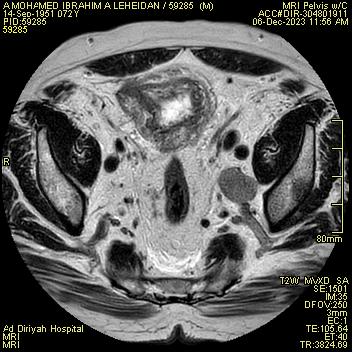 A MOHAMED IBRAHIM A LEHEIDAN / 59285 (M)
14-Sep-1951 072Y
PID:59285
59285
MRI Pelvis w/C
ACC#DIR-304801911
06-Dec-2023 11:56 AM
R
80mm
T2W_MVXD_SA
SE:1501
IM:35
DFOV:250
3mm
EC:1
TE:105.64
ET:40
TR:3824.69
Ad Diriyah Hospital
MRI
MRI